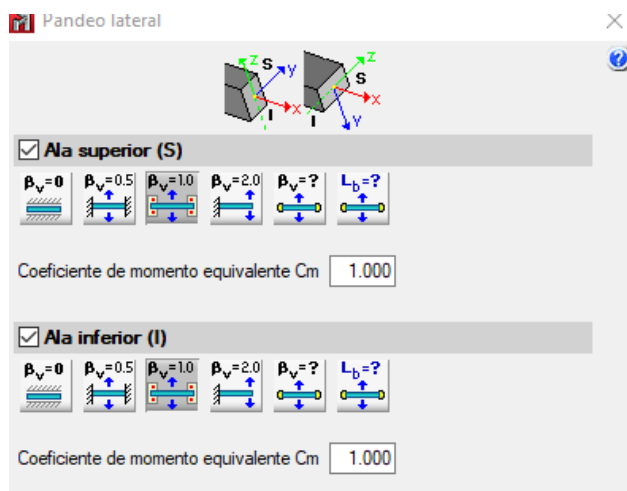 Pandeo lateral
z S y x I
z S x I y
Ala superior (S)
βv=0 βv=0.5 βv=1.0 βv=2.0 βv=? Lb=?
Coeficiente de momento equivalente Cm 1.000
Ala inferior (I)
βv=0 βv=0.5 βv=1.0 βv=2.0 βv=? Lb=?
Coeficiente de momento equivalente Cm 1.000